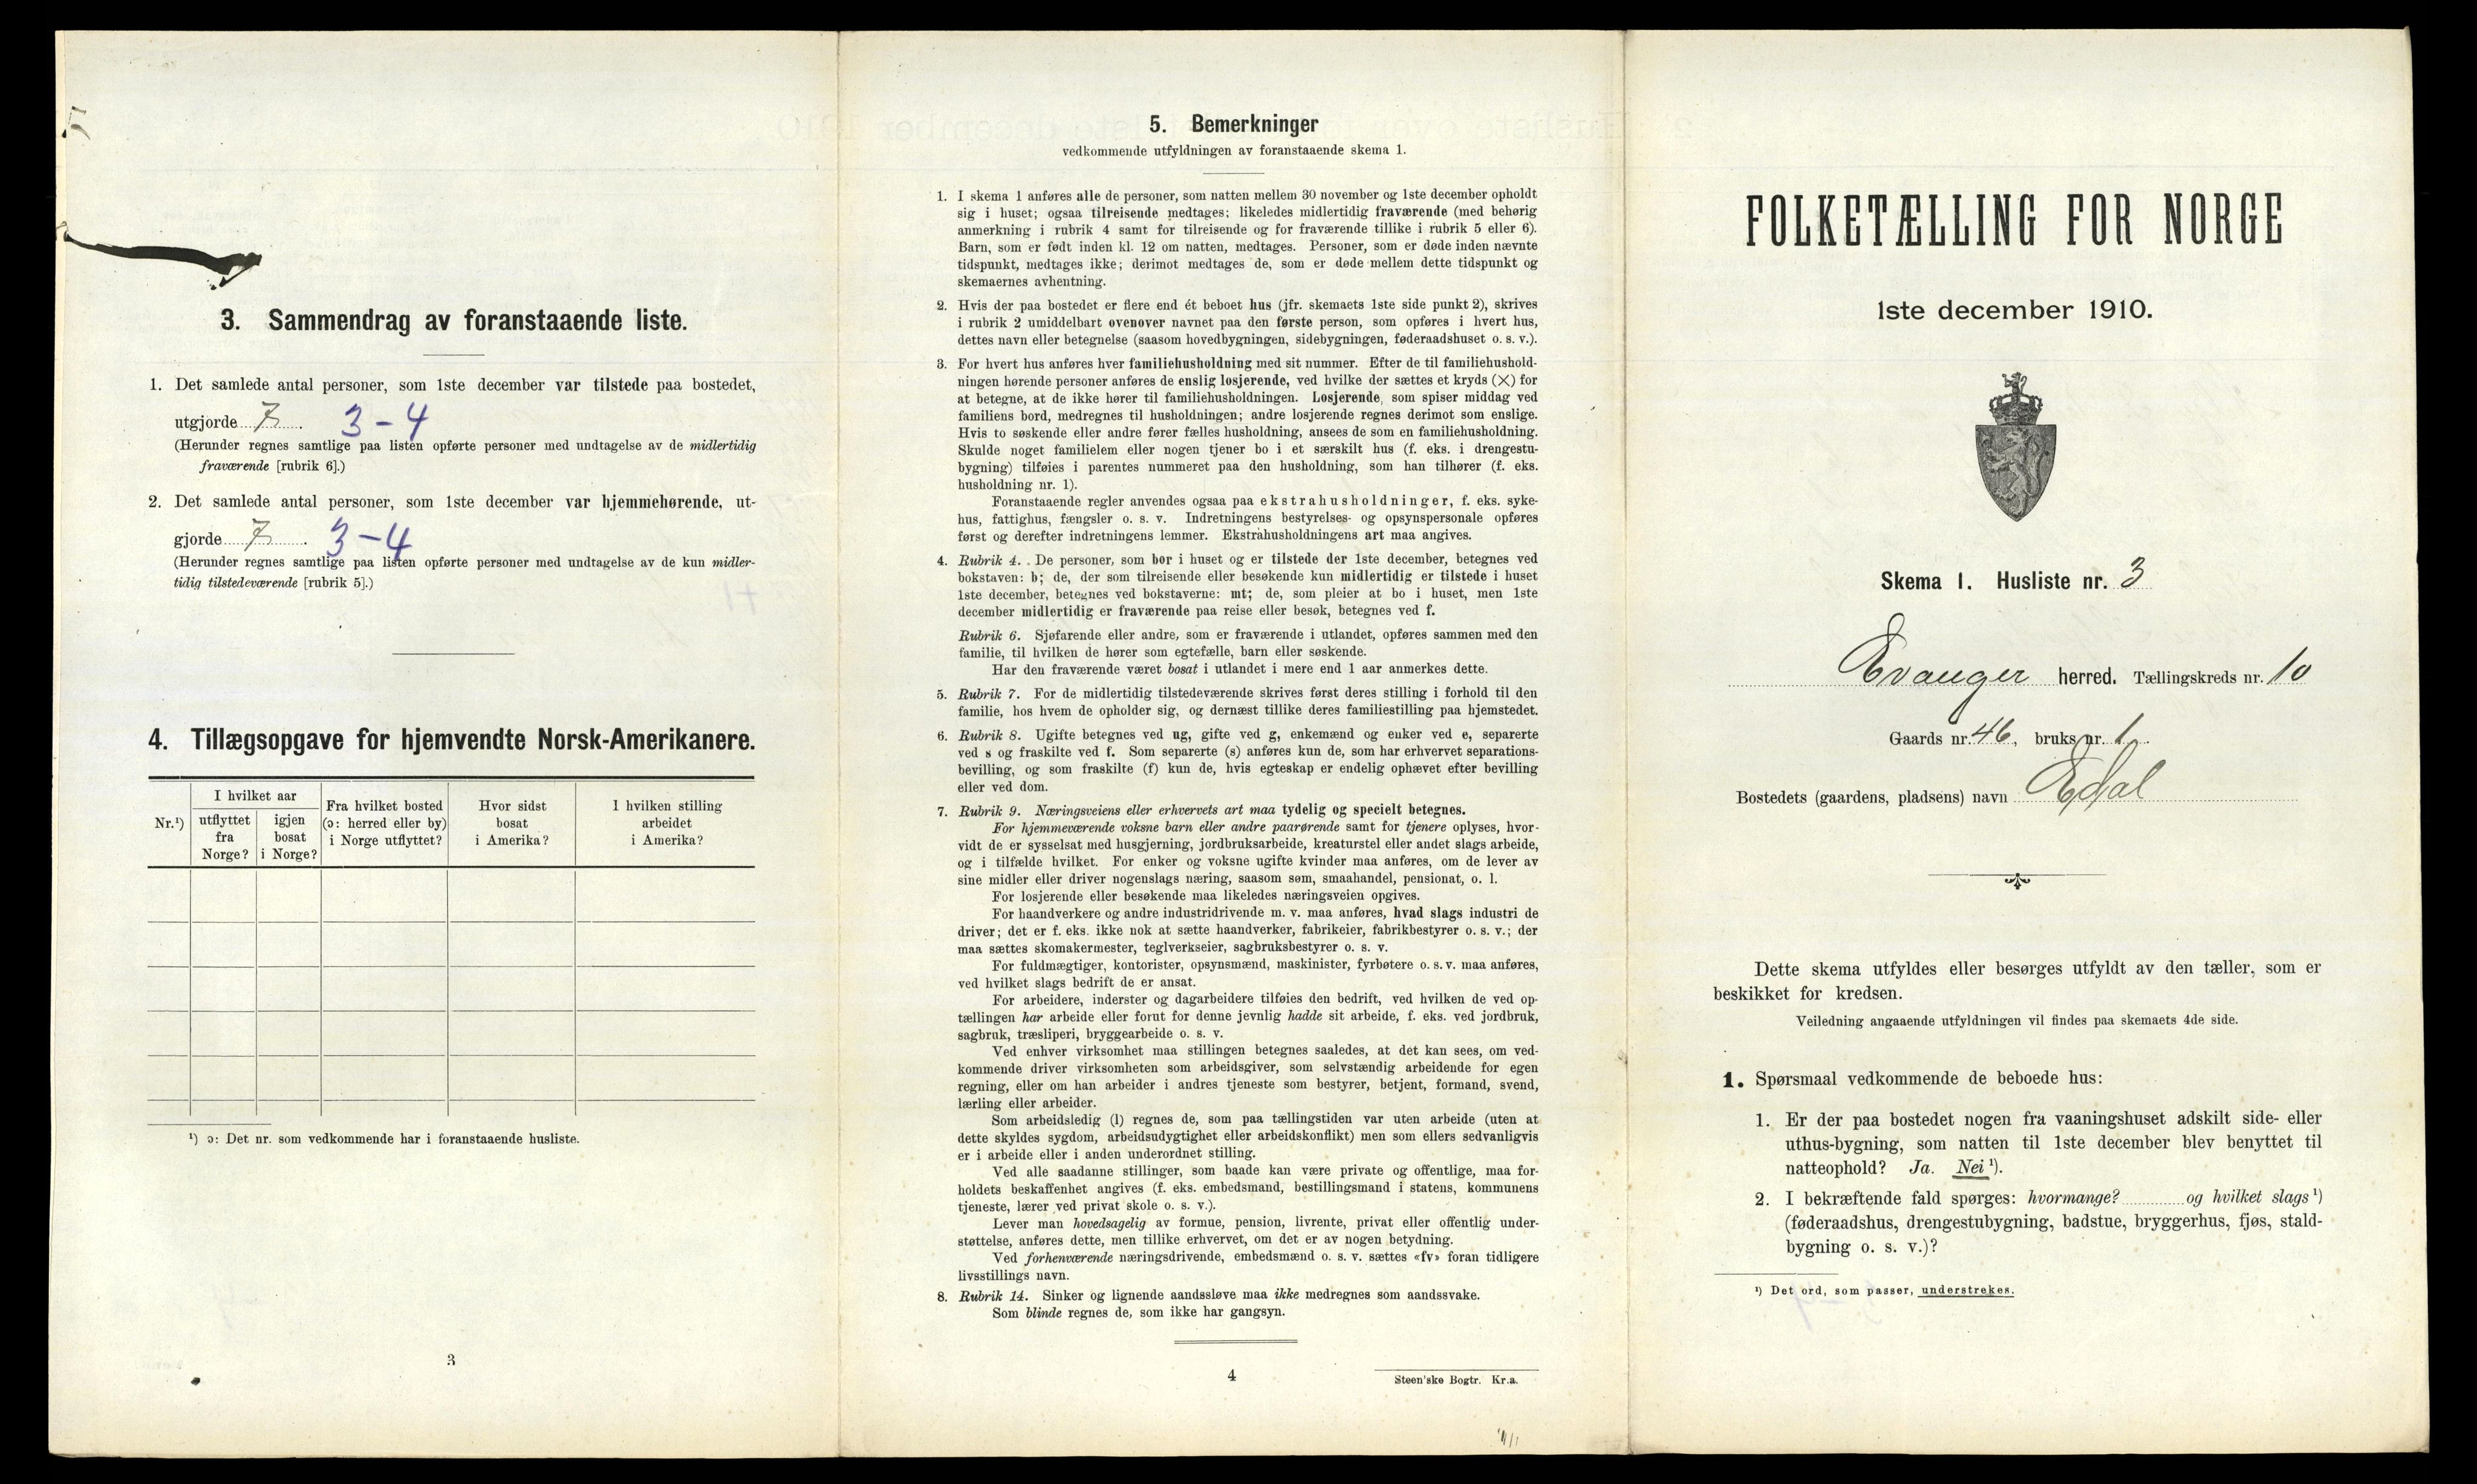 3. Sammendrag av foranstaaende liste.
1. Det samlede antal personer, som 1ste december var tilstede paa bostedet,
utgjorde 7. 3 – 4
(Herunder regnes samtlige paa listen opførte personer med undtagelse av de midlertidig
fraværende [rubrik 6].)
2. Det samlede antal personer, som 1ste december var hjemmehørende, ut-
gjorde 7. 3 – 4
(Herunder regnes samtlige paa listen opførte personer med undtagelse av de kun midler-
tidig tilstedeværende [rubrik 5].)
4. Tillægsopgave for hjemvendte Norsk-Amerikanere.
Nr.¹)
I hvilket aar
utflyttet
fra
Norge?
igjen
bosat
i Norge?
Fra hvilket bosted
(ɔ: herred eller by)
i Norge utflyttet?
Hvor sidst
bosat
i Amerika?
I hvilken stilling
arbeidet
i Amerika?
¹) ɔ: Det nr. som vedkommende har i foranstaaende husliste.
3
5. Bemerkninger
vedkommende utfyldningen av foranstaaende skema 1.
1. I skema 1 anføres alle de personer, som natten mellem 30 november og 1ste december opholdt
sig i huset; ogsaa tilreisende medtages; likeledes midlertidig fraværende (med behørig
anmerkning i rubrik 4 samt for tilreisende og for fraværende tillike i rubrik 5 eller 6).
Barn, som er født inden kl. 12 om natten, medtages. Personer, som er døde inden nævnte
tidspunkt, medtages ikke; derimot medtages de, som er døde mellem dette tidspunkt og
skemaernes avhentning.
2. Hvis der paa bostedet er flere end ét beboet hus (jfr. skemaets 1ste side punkt 2), skrives
i rubrik 2 umiddelbart ovenover navnet paa den første person, som opføres i hvert hus,
dettes navn eller betegnelse (saasom hovedbygningen, sidebygningen, føderaadshuset o. s. v.).
3. For hvert hus anføres hver familiehusholdning med sit nummer. Efter de til familiehushold-
ningen hørende personer anføres de enslig losjerende, ved hvilke der sættes et kryds (×) for
at betegne, at de ikke hører til familiehusholdningen. Losjerende, som spiser middag ved
familiens bord, medregnes til husholdningen; andre losjerende regnes derimot som enslige.
Hvis to søskende eller andre fører fælles husholdning, ansees de som en familiehusholdning.
Skulde noget familielem eller nogen tjener bo i et særskilt hus (f. eks. i drengestu-
bygning) tilføies i parentes nummeret paa den husholdning, som han tilhører (f. eks.
husholdning nr. 1).
Foranstaaende regler anvendes ogsaa paa ekstrahusholdninger, f. eks. syke-
hus, fattighus, fængsler o. s. v. Indretningens bestyrelses- og opsynspersonale opføres
først og derefter indretningens lemmer. Ekstrahusholdningens art maa angives.
4. Rubrik 4. De personer, som bor i huset og er tilstede der 1ste december, betegnes ved
bokstaven: b; de, der som tilreisende eller besøkende kun midlertidig er tilstede i huset
1ste december, betegnes ved bokstaverne: mt; de, som pleier at bo i huset, men 1ste
december midlertidig er fraværende paa reise eller besøk, betegnes ved f.
Rubrik 6. Sjøfarende eller andre, som er fraværende i utlandet, opføres sammen med den
familie, til hvilken de hører som egtefælle, barn eller søskende.
Har den fraværende været bosat i utlandet i mere end 1 aar anmerkes dette.
5. Rubrik 7. For de midlertidig tilstedeværende skrives først deres stilling i forhold til den
familie, hos hvem de opholder sig, og dernæst tillike deres familiestilling paa hjemstedet.
6. Rubrik 8. Ugifte betegnes ved ug, gifte ved g, enkemænd og enker ved e, separerte
ved s og fraskilte ved f. Som separerte (s) anføres kun de, som har erhvervet separations-
bevilling, og som fraskilte (f) kun de, hvis egteskap er endelig ophævet efter bevilling
eller ved dom.
7. Rubrik 9. Næringsveiens eller erhvervets art maa tydelig og specielt betegnes.
For hjemmeværende voksne barn eller andre paarørende samt for tjenere oplyses, hvor-
vidt de er sysselsat med husgjerning, jordbruksarbeide, kreaturstel eller andet slags arbeide,
og i tilfælde hvilket. For enker og voksne ugifte kvinder maa anføres, om de lever av
sine midler eller driver nogenslags næring, saasom søm, smaahandel, pensionat, o. l.
For losjerende eller besøkende maa likeledes næringsveien opgives.
For haandverkere og andre industridrivende m. v. maa anføres, hvad slags industri de
driver; det er f. eks. ikke nok at sætte haandverker, fabrikeier, fabrikbestyrer o. s. v.; der
maa sættes skomakermester, teglverkseier, sagbruksbestyrer o. s. v.
For fuldmægtiger, kontorister, opsynsmænd, maskinister, fyrbøtere o. s. v. maa anføres,
ved hvilket slags bedrift de er ansat.
For arbeidere, inderster og dagarbeidere tilføies den bedrift, ved hvilken de ved op-
tællingen har arbeide eller forut for denne jevnlig hadde sit arbeide, f. eks. ved jordbruk,
sagbruk, træsliperi, bryggearbeide o. s. v.
Ved enhver virksomhet maa stillingen betegnes saaledes, at det kan sees, om ved-
kommende driver virksomheten som arbeidsgiver, som selvstændig arbeidende for egen
regning, eller om han arbeider i andres tjeneste som bestyrer, betjent, formand, svend,
lærling eller arbeider.
Som arbeidsledig (l) regnes de, som paa tællingstiden var uten arbeide (uten at
dette skyldes sygdom, arbeidsudygtighet eller arbeidskonflikt) men som ellers sedvanligvis
er i arbeide eller i anden underordnet stilling.
Ved alle saadanne stillinger, som baade kan være private og offentlige, maa for-
holdets beskaffenhet angives (f. eks. embedsmand, bestillingsmand i statens, kommunens
tjeneste, lærer ved privat skole o. s. v.).
Lever man hovedsagelig av formue, pension, livrente, privat eller offentlig under-
støttelse, anføres dette, men tillike erhvervet, om det er av nogen betydning.
Ved forhenværende næringsdrivende, embedsmænd o. s. v. sættes «fv» foran tidligere
livsstillings navn.
8. Rubrik 14. Sinker og lignende aandssløve maa ikke medregnes som aandssvake.
Som blinde regnes de, som ikke har gangsyn.
4
Steen'ske Bogtr. Kr.a.
FOLKETÆLLING FOR NORGE
1ste december 1910.
Skema 1. Husliste nr. 3
Evanger herred. Tællingskreds nr. 10
Gaards nr. 46, bruks nr. 1.
Bostedets (gaardens, pladsens) navn Edal
Dette skema utfyldes eller besørges utfyldt av den tæller, som er
beskikket for kredsen.
Veiledning angaaende utfyldningen vil findes paa skemaets 4de side.
1. Spørsmaal vedkommende de beboede hus:
1. Er der paa bostedet nogen fra vaaningshuset adskilt side- eller
uthus-bygning, som natten til 1ste december blev benyttet til
natteophold? Ja. Nei ¹).
2. I bekræftende fald spørges: hvormange? og hvilket slags ¹)
(føderaadshus, drengestubygning, badstue, bryggerhus, fjøs, stald-
bygning o. s. v.)?
¹) Det ord, som passer, understrekes.